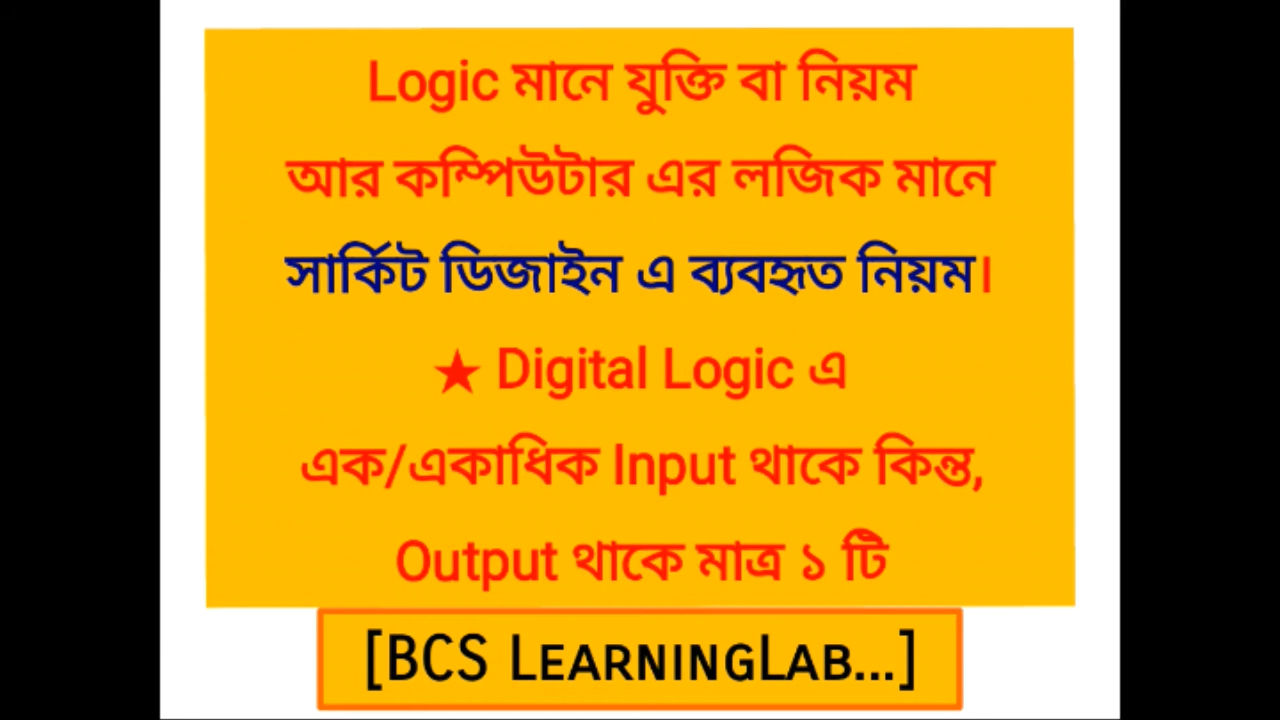 Logic মানে যুক্তি বা নিয়ম
আর কম্পিউটার এর লজিক মানে
সার্কিট ডিজাইন এ ব্যবহৃত নিয়ম।
★ Digital Logic এ
এক/একাধিক Input থাকে কিন্ত,
Output থাকে মাত্র ১ টি
[BCS LearningLab...]